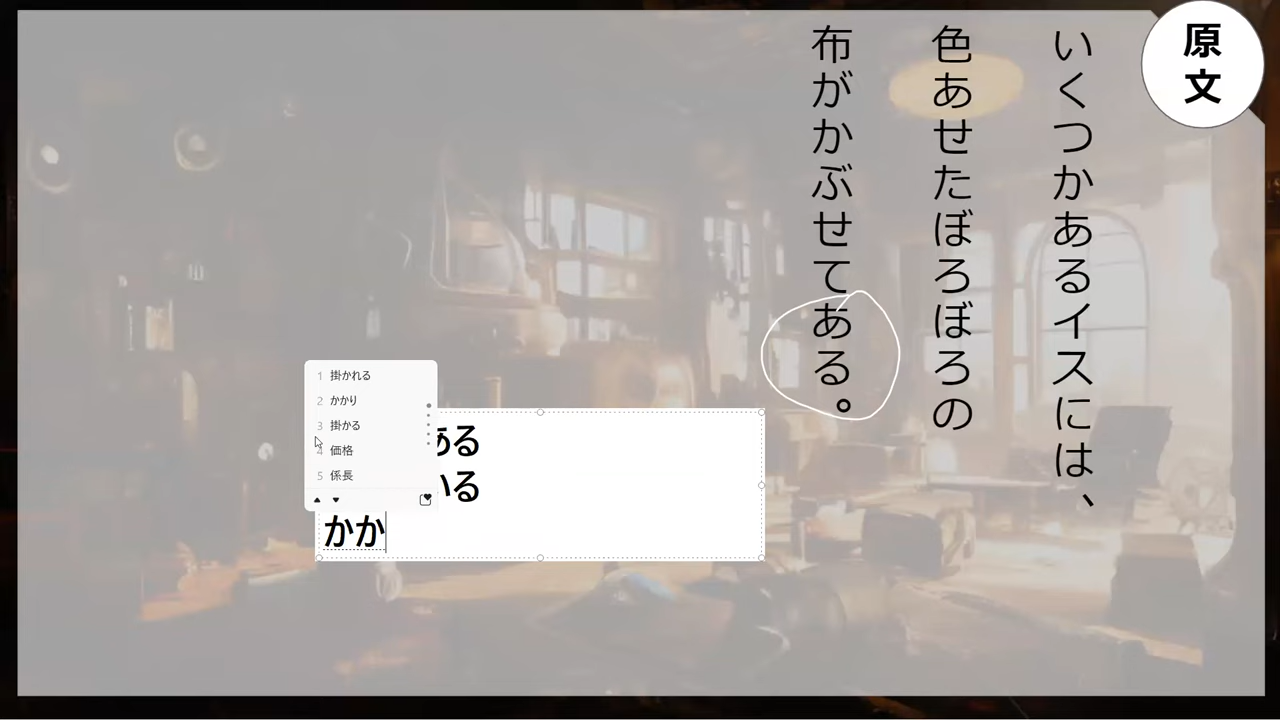 原文
いくつかあるイスには、
色あせたぼろぼろの
布がかぶせてある。
1 掛かれる
2 かかり
3 掛かる
4 価格
5 係長
ある
いる
かか